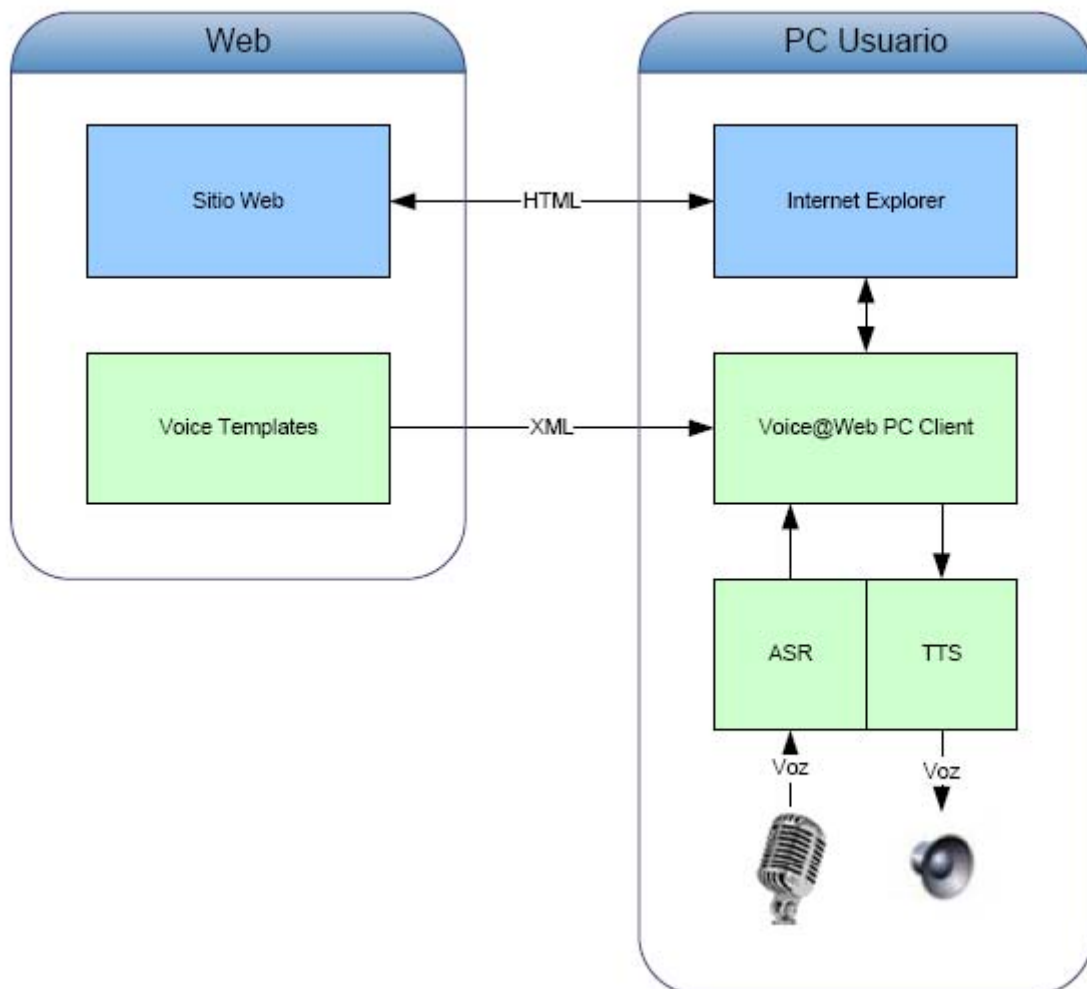 Web
PC Usuario
Sitio Web
HTML
Internet Explorer
Voice Templates
XML
Voice@Web PC Client
ASR
TTS
Voz
Voz